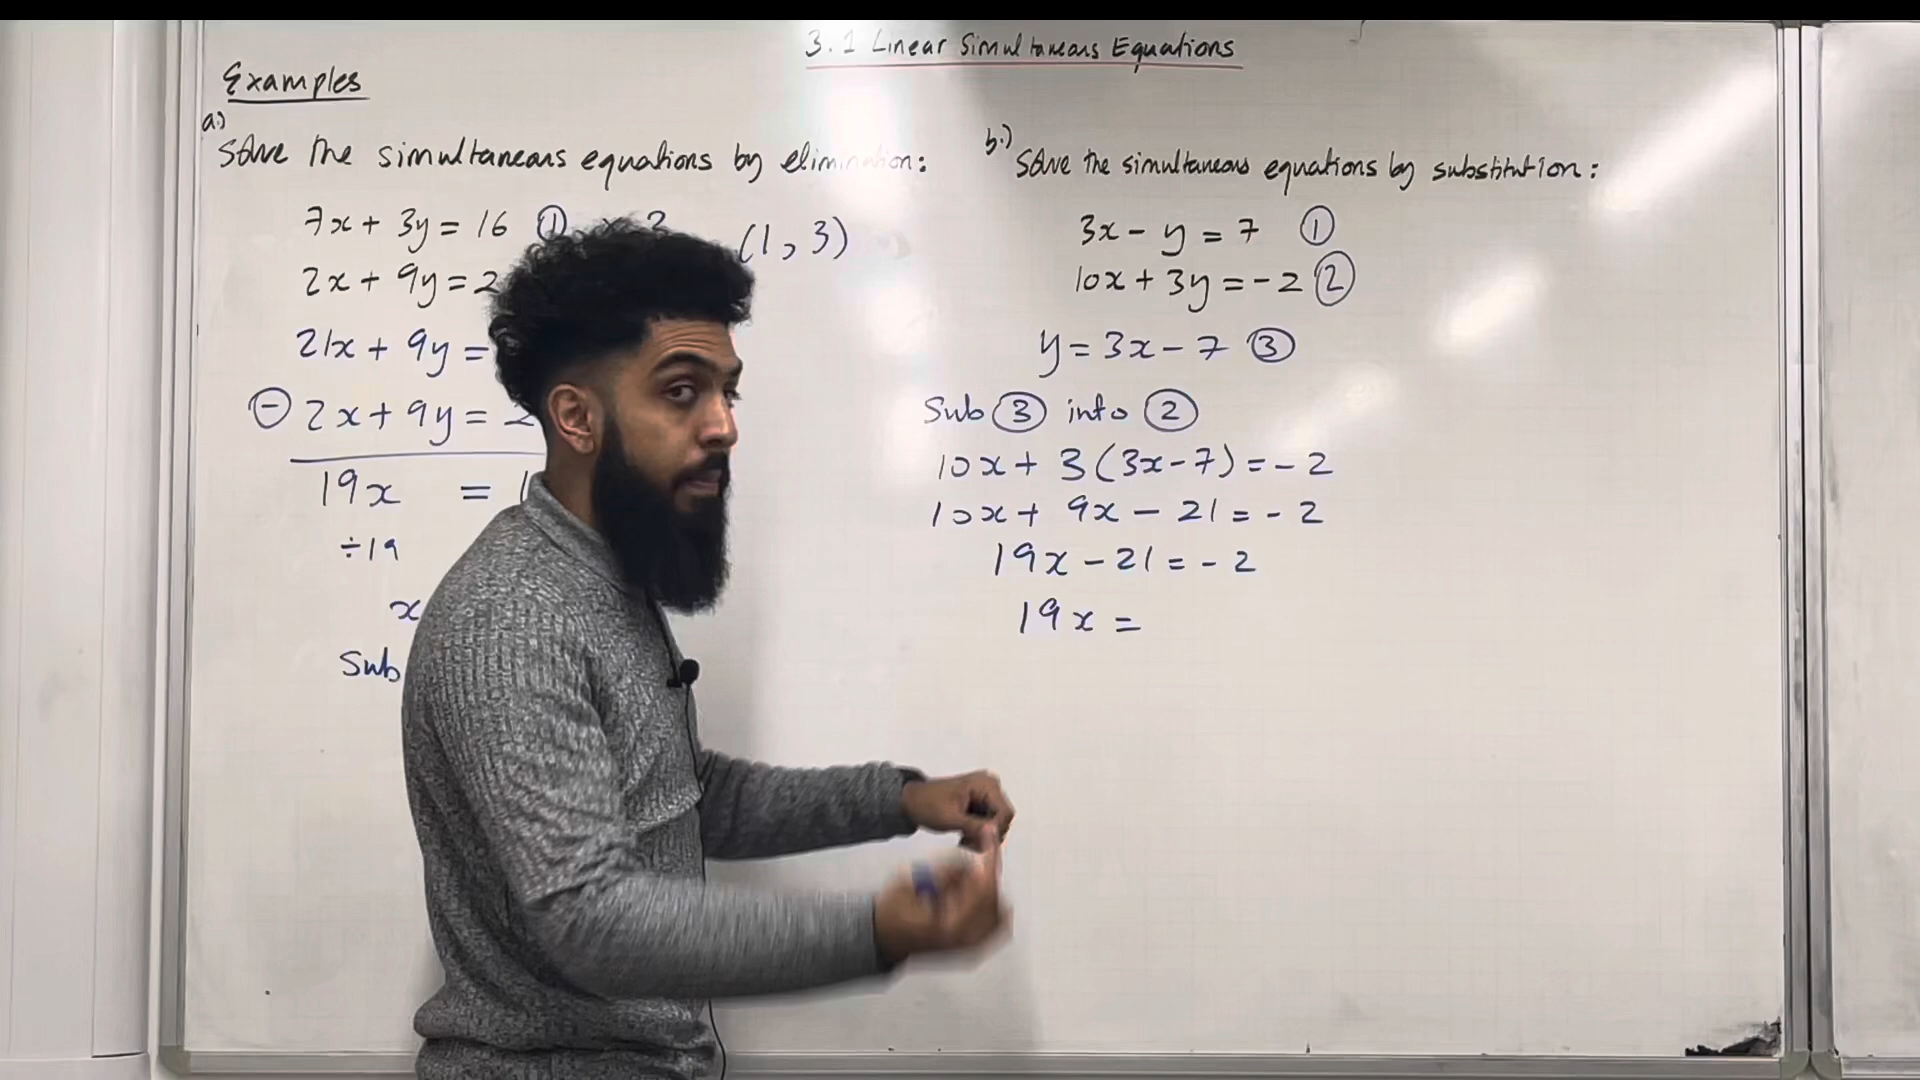 3.1 Linear Simultaneous Equations
Examples
a.)
Solve the simultaneous equations by elimination:
7x + 3y = 16 ① × 3
(1, 3)
2x + 9y = 2
21x + 9y =
⊖ 2x + 9y = 2
19x = 1
÷19
x
Sub
b.)
Solve the simultaneous equations by substitution:
3x - y = 7 ①
10x + 3y = -2 ②
y = 3x - 7 ③
Sub ③ into ②
10x + 3(3x-7) = -2
10x + 9x - 21 = -2
19x - 21 = -2
19x =